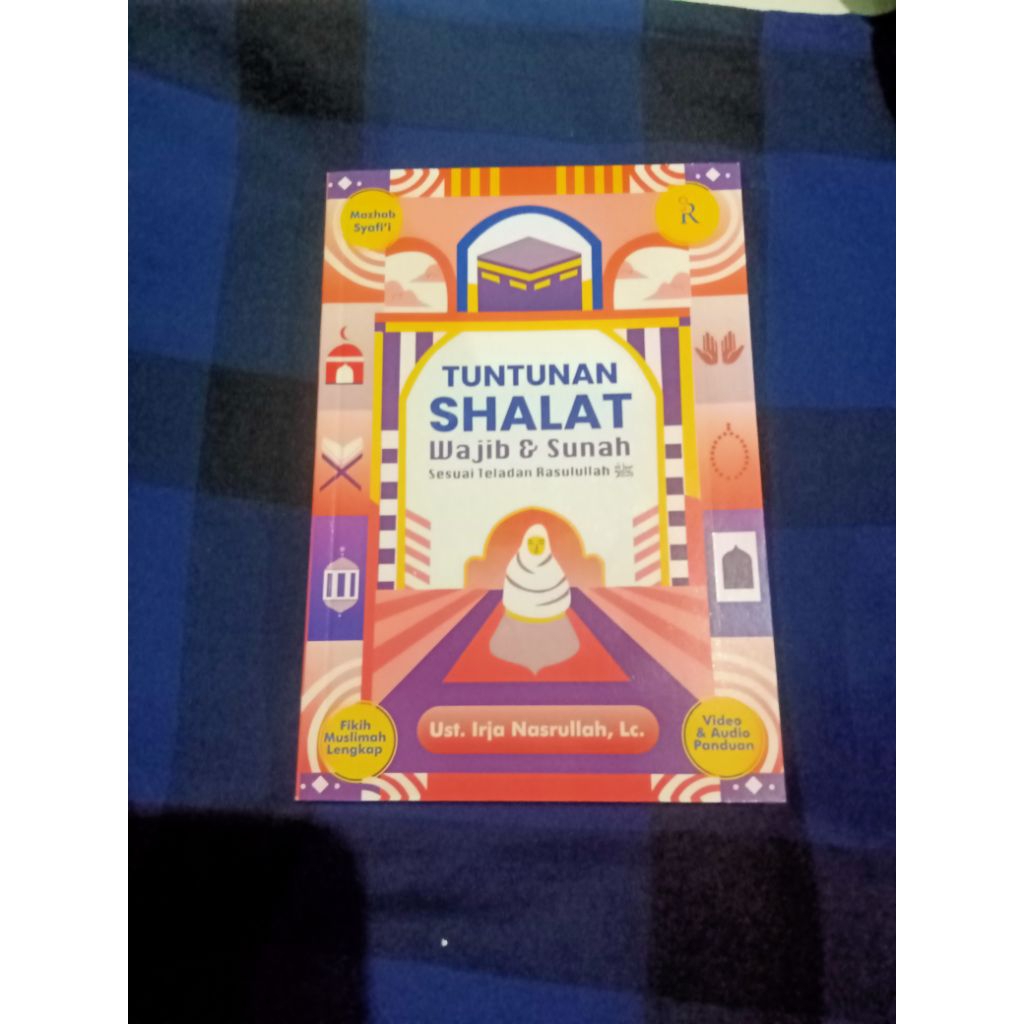 Mazhab
Syafi'i
R
TUNTUNAN
SHALAT
Wajib & Sunah
Sesuai Teladan Rasulullah ﷺ
Fikih
Muslimah
Lengkap
Ust. Irja Nasrullah, Lc.
Video
& Audio
Panduan